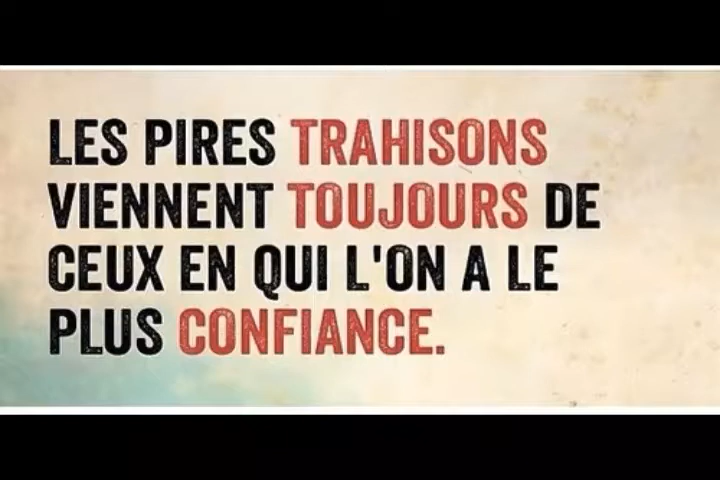 LES PIRES TRAHISONS
VIENNENT TOUJOURS DE
CEUX EN QUI L'ON A LE
PLUS CONFIANCE.